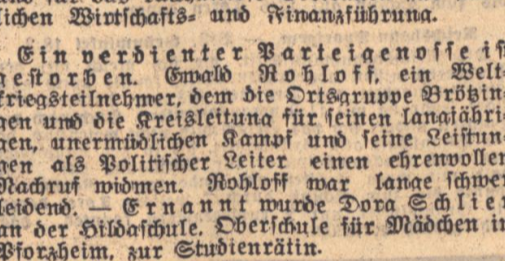 lichen Wirtschafts- und Finanzführung.
Ein verdienter Parteigenosse ist
gestorben. Ewald Rohloff, ein Welt-
kriegsteilnehmer, dem die Ortsgruppe Brötzin-
gen und die Kreisleitung für seinen langjähri-
gen, unermüdlichen Kampf und seine Leistun-
gen als Politischer Leiter einen ehrenvollen
Nachruf widmen. Rohloff war lange schwer
leidend. — Ernannt wurde Dora Schlier
an der Hildaschule, Oberschule für Mädchen in
Pforzheim, zur Studienrätin.